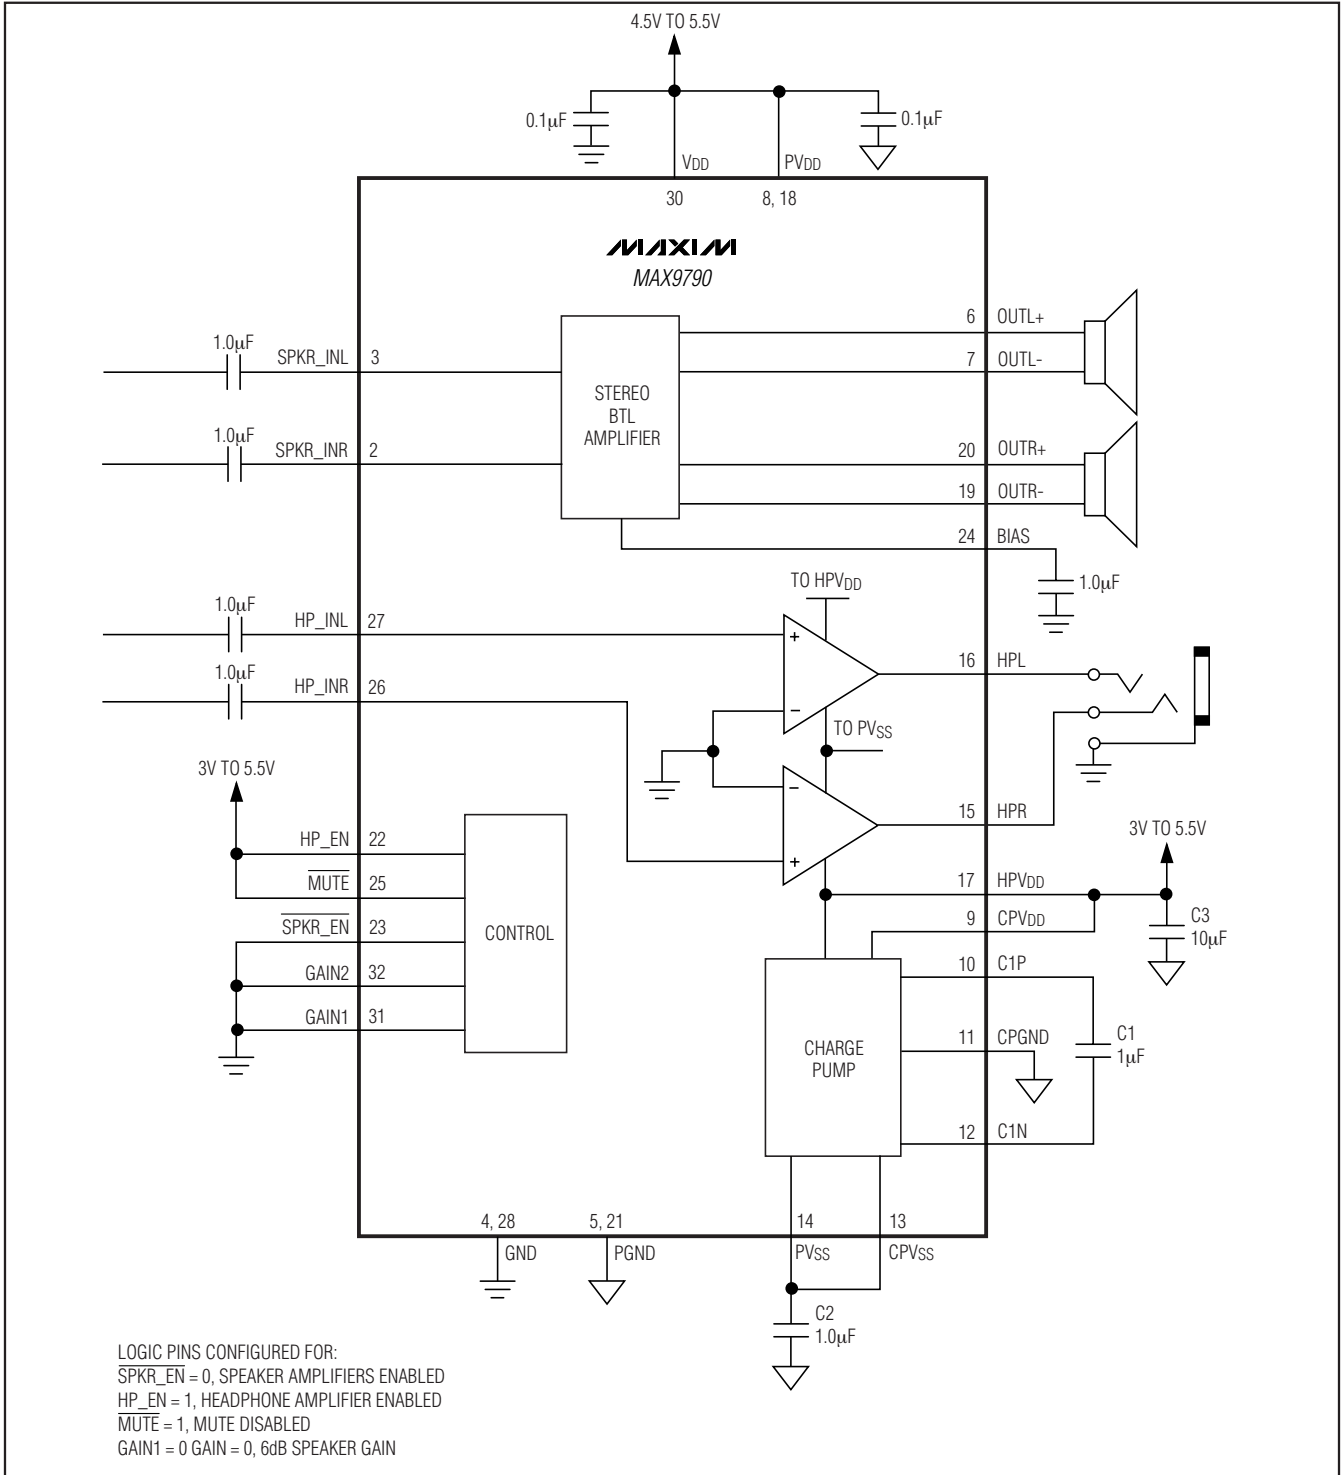 4.5V TO 5.5V
0.1µF
0.1µF
VDD
PVDD
30
8, 18
MAXIM
MAX9790
1.0µF
SPKR_INL
3
STEREO
BTL
AMPLIFIER
6
OUTL+
7
OUTL-
1.0µF
SPKR_INR
2
20
OUTR+
19
OUTR-
24
BIAS
1.0µF
TO HPVDD
1.0µF
HP_INL
27
+
−
16
HPL
1.0µF
HP_INR
26
TO PVSS
−
+
15
HPR
3V TO 5.5V
HP_EN
22
MUTE
25
SPKR_EN
23
GAIN2
32
GAIN1
31
CONTROL
3V TO 5.5V
17
HPVDD
9
CPVDD
C3
10µF
10
C1P
11
CPGND
C1
1µF
12
C1N
CHARGE
PUMP
4, 28
GND
5, 21
PGND
14
PVSS
13
CPVSS
C2
1.0µF
LOGIC PINS CONFIGURED FOR:
SPKR_EN = 0, SPEAKER AMPLIFIERS ENABLED
HP_EN = 1, HEADPHONE AMPLIFIER ENABLED
MUTE = 1, MUTE DISABLED
GAIN1 = 0 GAIN = 0, 6dB SPEAKER GAIN